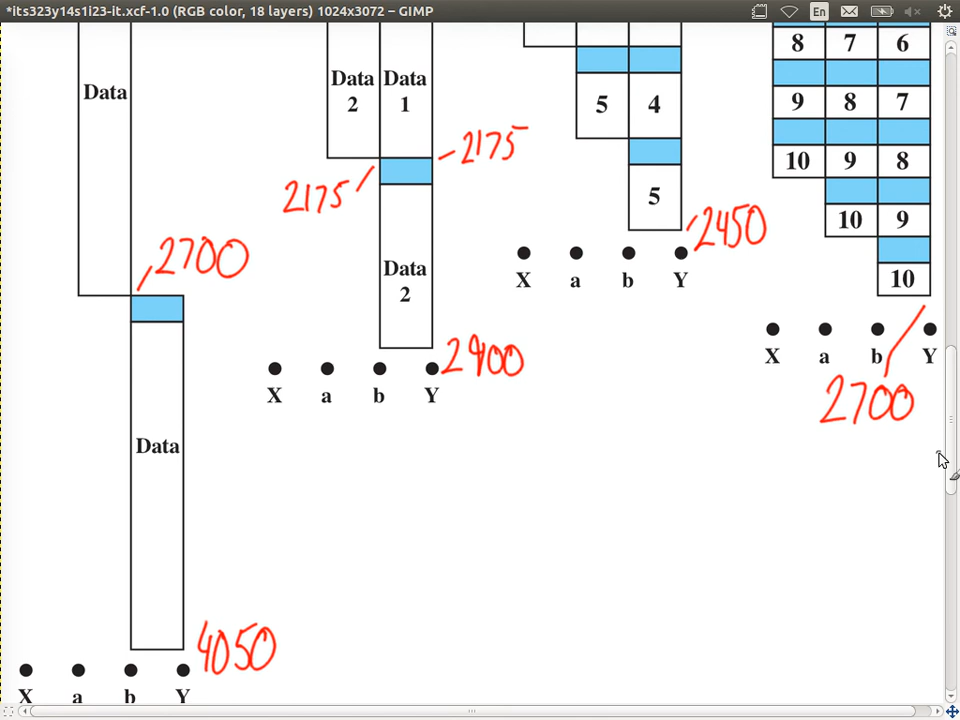 *its323y14s1i23-it.xcf-1.0 (RGB color, 18 layers) 1024x3072 – GIMP
En
Data
2700
Data
4050
X a b Y
Data 2
Data 1
2175
2175
Data 2
2900
X a b Y
5 4
5
2450
X a b Y
8 7 6
9 8 7
10 9 8
10 9
10
X a b Y
2700